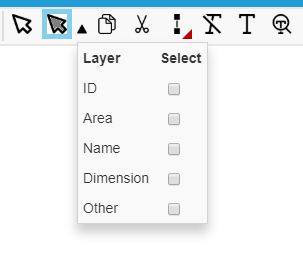 Layer Select
ID
Area
Name
Dimension
Other